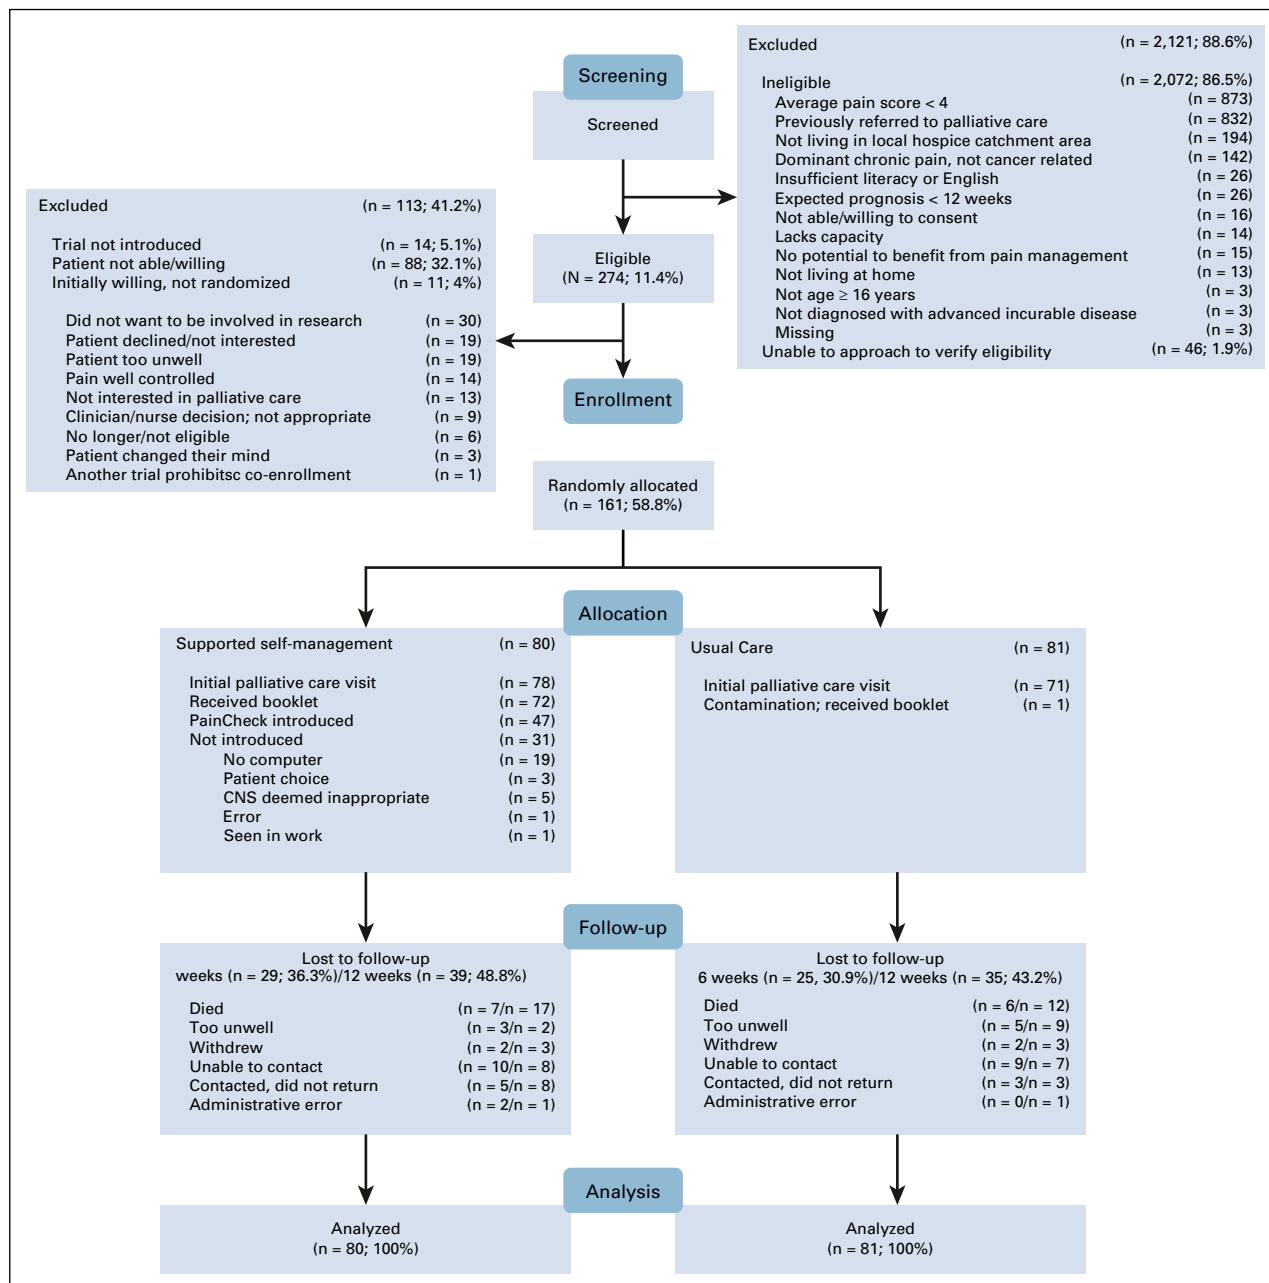 Screening
Screened
Excluded (n = 2,121; 88.6%)
Ineligible (n = 2,072; 86.5%)
Average pain score < 4 (n = 873)
Previously referred to palliative care (n = 832)
Not living in local hospice catchment area (n = 194)
Dominant chronic pain, not cancer related (n = 142)
Insufficient literacy or English (n = 26)
Expected prognosis < 12 weeks (n = 26)
Not able/willing to consent (n = 16)
Lacks capacity (n = 14)
No potential to benefit from pain management (n = 15)
Not living at home (n = 13)
Not age ≥ 16 years (n = 3)
Not diagnosed with advanced incurable disease (n = 3)
Missing (n = 3)
Unable to approach to verify eligibility (n = 46; 1.9%)
Eligible
(N = 274; 11.4%)
Excluded (n = 113; 41.2%)
Trial not introduced (n = 14; 5.1%)
Patient not able/willing (n = 88; 32.1%)
Initially willing, not randomized (n = 11; 4%)
Did not want to be involved in research (n = 30)
Patient declined/not interested (n = 19)
Patient too unwell (n = 19)
Pain well controlled (n = 14)
Not interested in palliative care (n = 13)
Clinician/nurse decision; not appropriate (n = 9)
No longer/not eligible (n = 6)
Patient changed their mind (n = 3)
Another trial prohibitsc co-enrollment (n = 1)
Enrollment
Randomly allocated
(n = 161; 58.8%)
Allocation
Supported self-management (n = 80)
Initial palliative care visit (n = 78)
Received booklet (n = 72)
PainCheck introduced (n = 47)
Not introduced (n = 31)
No computer (n = 19)
Patient choice (n = 3)
CNS deemed inappropriate (n = 5)
Error (n = 1)
Seen in work (n = 1)
Usual Care (n = 81)
Initial palliative care visit (n = 71)
Contamination; received booklet (n = 1)
Follow-up
Lost to follow-up
weeks (n = 29; 36.3%)/12 weeks (n = 39; 48.8%)
Died (n = 7/n = 17)
Too unwell (n = 3/n = 2)
Withdrew (n = 2/n = 3)
Unable to contact (n = 10/n = 8)
Contacted, did not return (n = 5/n = 8)
Administrative error (n = 2/n = 1)
Lost to follow-up
6 weeks (n = 25, 30.9%)/12 weeks (n = 35; 43.2%)
Died (n = 6/n = 12)
Too unwell (n = 5/n = 9)
Withdrew (n = 2/n = 3)
Unable to contact (n = 9/n = 7)
Contacted, did not return (n = 3/n = 3)
Administrative error (n = 0/n = 1)
Analysis
Analyzed
(n = 80; 100%)
Analyzed
(n = 81; 100%)